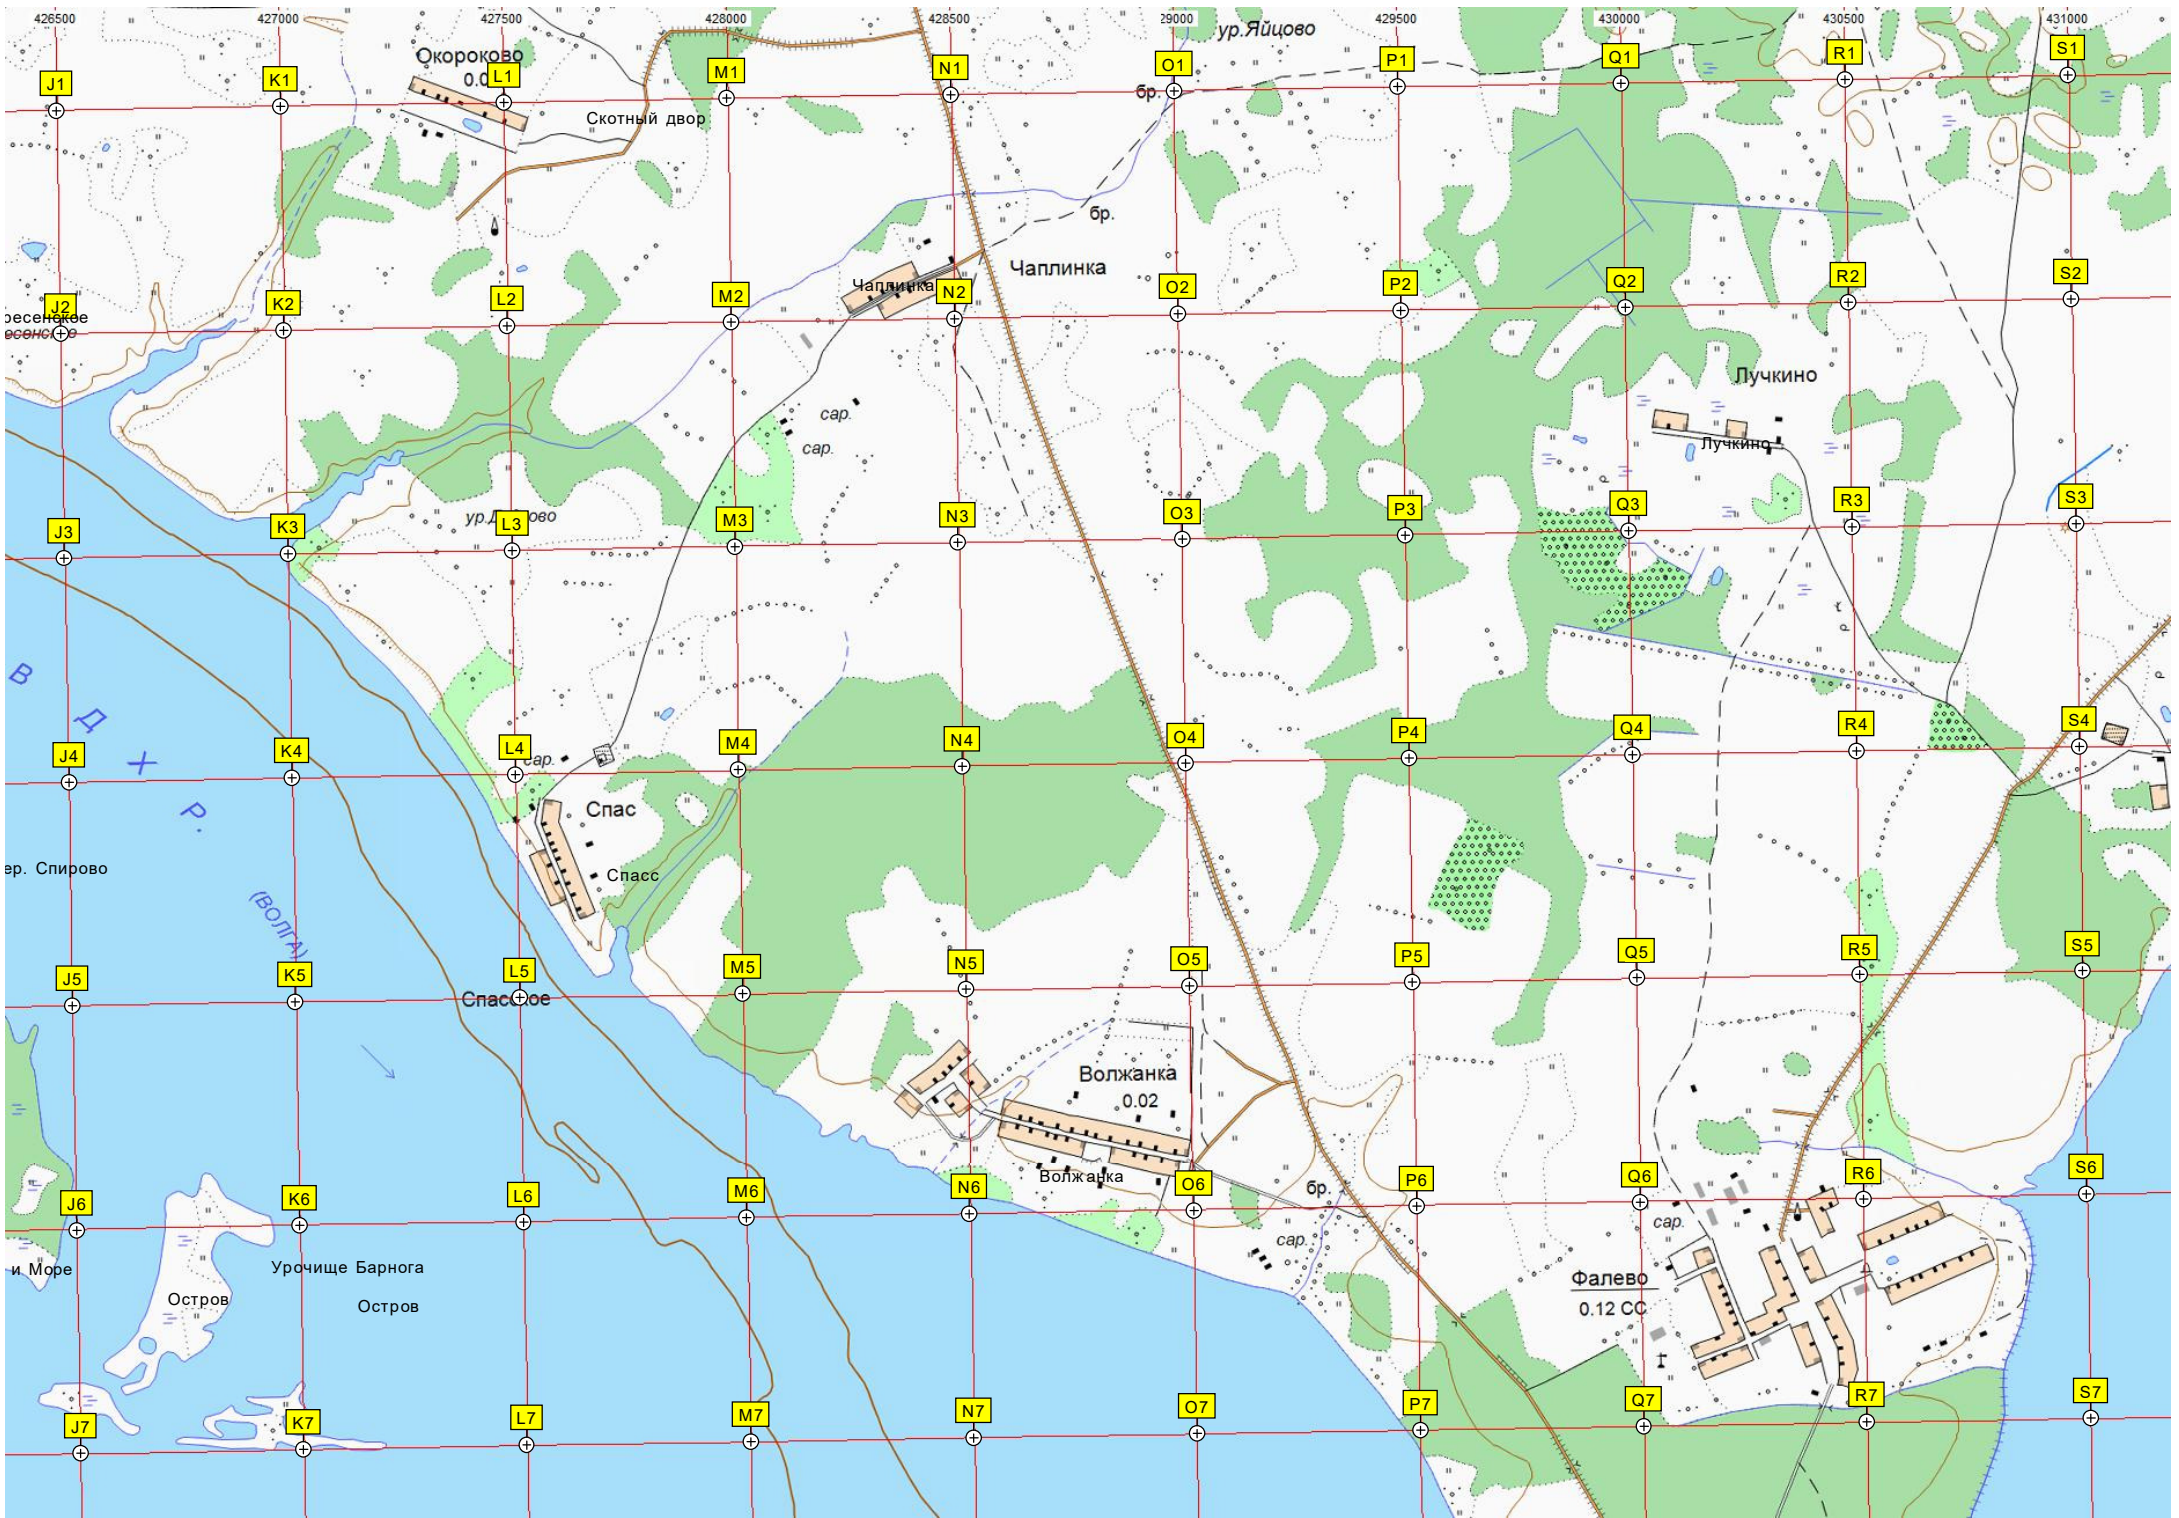 426500 427000 427500 428000 428500 29000 429500 430000 430500 431000
ур.Яйцово
Окороково
0.0
J1 K1 L1 M1 N1 O1 P1 Q1 R1 S1
Скотный двор
бр.
бр.
Чаплинка
Чаплинка
J2 K2 L2 M2 N2 O2 P2 Q2 R2 S2
ресенское
Лучкино
сар.
сар.
Лучкино
ур.Д ово
J3 K3 L3 M3 N3 O3 P3 Q3 R3 S3
В Д Х Р.
J4 K4 L4 M4 N4 O4 P4 Q4 R4 S4
сар.
Спас
ер. Спирово
Спасс
(ВОЛГА)
J5 K5 L5 M5 N5 O5 P5 Q5 R5 S5
Спасское
Волжанка
0.02
Волжанка
J6 K6 L6 M6 N6 O6 P6 Q6 R6 S6
бр.
сар.
сар.
и Море
Урочище Барнога
Остров
Остров
Фалево
0.12 СС
J7 K7 L7 M7 N7 O7 P7 Q7 R7 S7